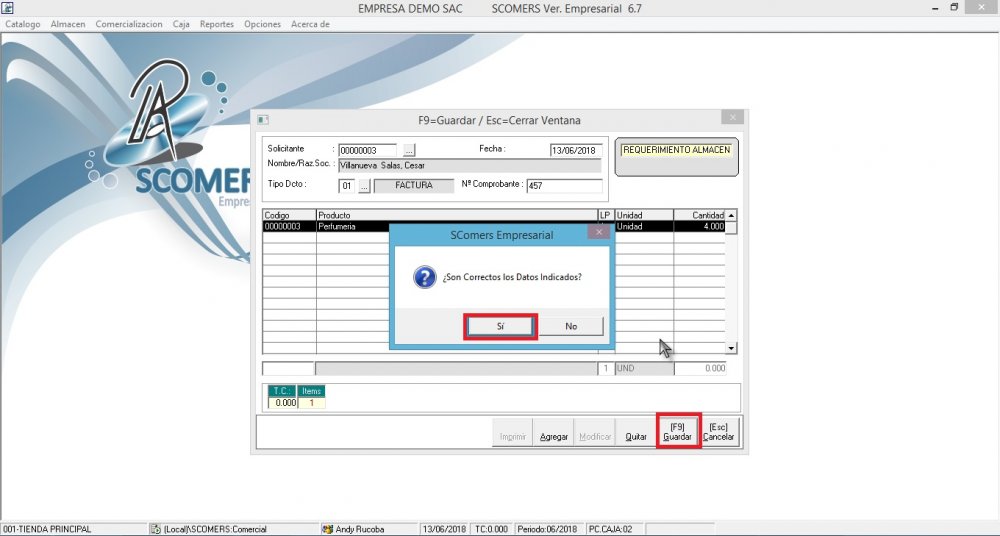 EMPRESA DEMO SAC SCOMERS Ver. Empresarial 6.7
Catalogo Almacen Comercializacion Caja Reportes Opciones Acerca de
SCOMER
Empre
F9=Guardar / Esc=Cerrar Ventana
Solicitante : 00000003 ... Fecha : 13/06/2018
REQUERIMIENTO ALMACEN
Nombre/Raz.Soc. : Villanueva Salas, Cesar
Tipo Dcto : 01 ... FACTURA Nº Comprobante : 457
Codigo Producto LP Unidad Cantidad
00000003 Perfumeria Unidad 4.000
SComers Empresarial
¿Son Correctos los Datos Indicados?
Sí No
1 UND 0.000
T.C.: Items
0.000 1
Imprimir Agregar Modificar Quitar [F9] Guardar [Esc] Cancelar
001-TIENDA PRINCIPAL (Local)\SCOMERS:Comercial Andy Rucoba 13/06/2018 TC:0.000 Periodo:06/2018 PC.CAJA:02